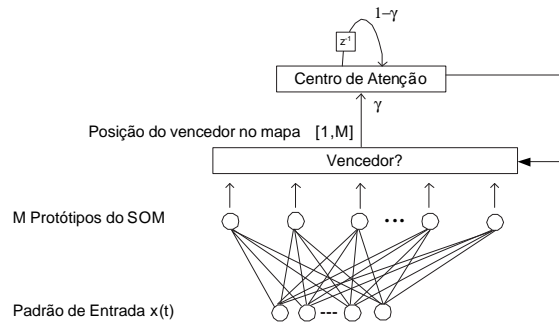 1−γ
z-1
Centro de Atenção
γ
Posição do vencedor no mapa [1,M]
Vencedor?
M Protótipos do SOM
Padrão de Entrada x(t)